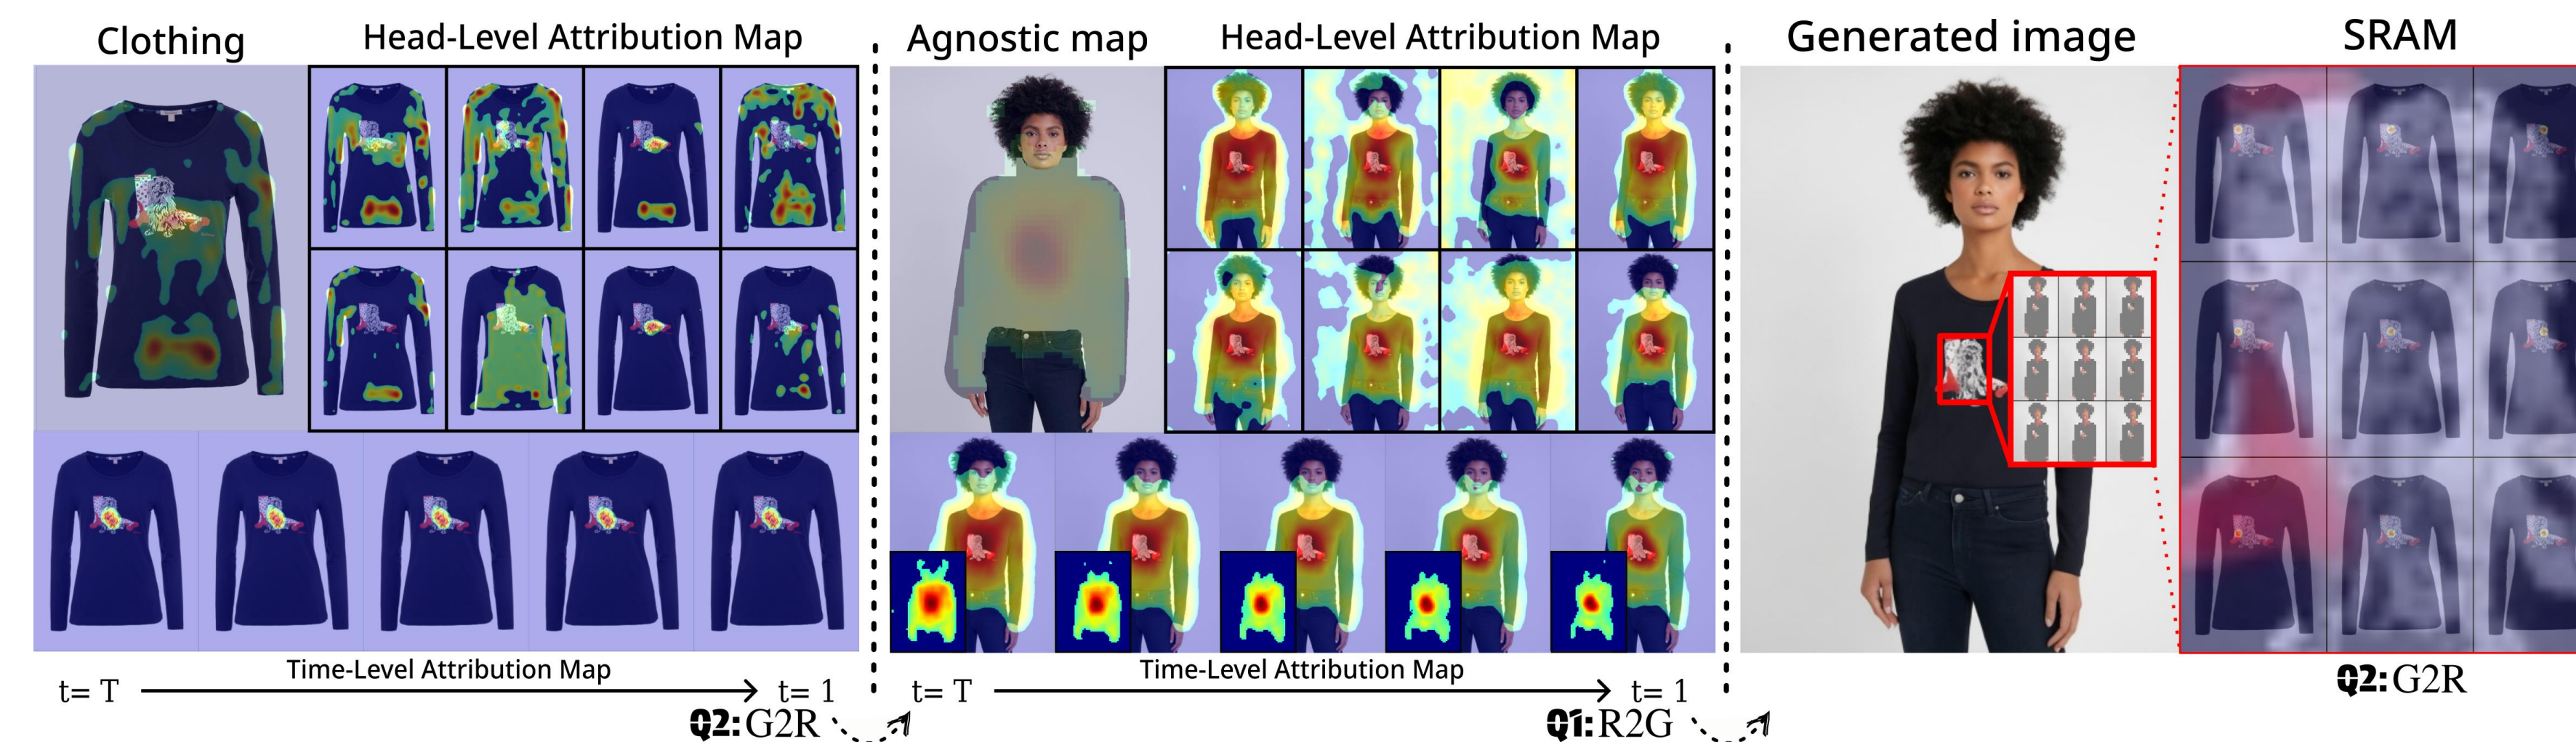 Clothing
Head-Level Attribution Map
Agnostic map
Head-Level Attribution Map
Generated image
SRAM
Time-Level Attribution Map
t= T
t= 1
Q2: G2R
Time-Level Attribution Map
t= T
t= 1
Q1: R2G
Q2: G2R